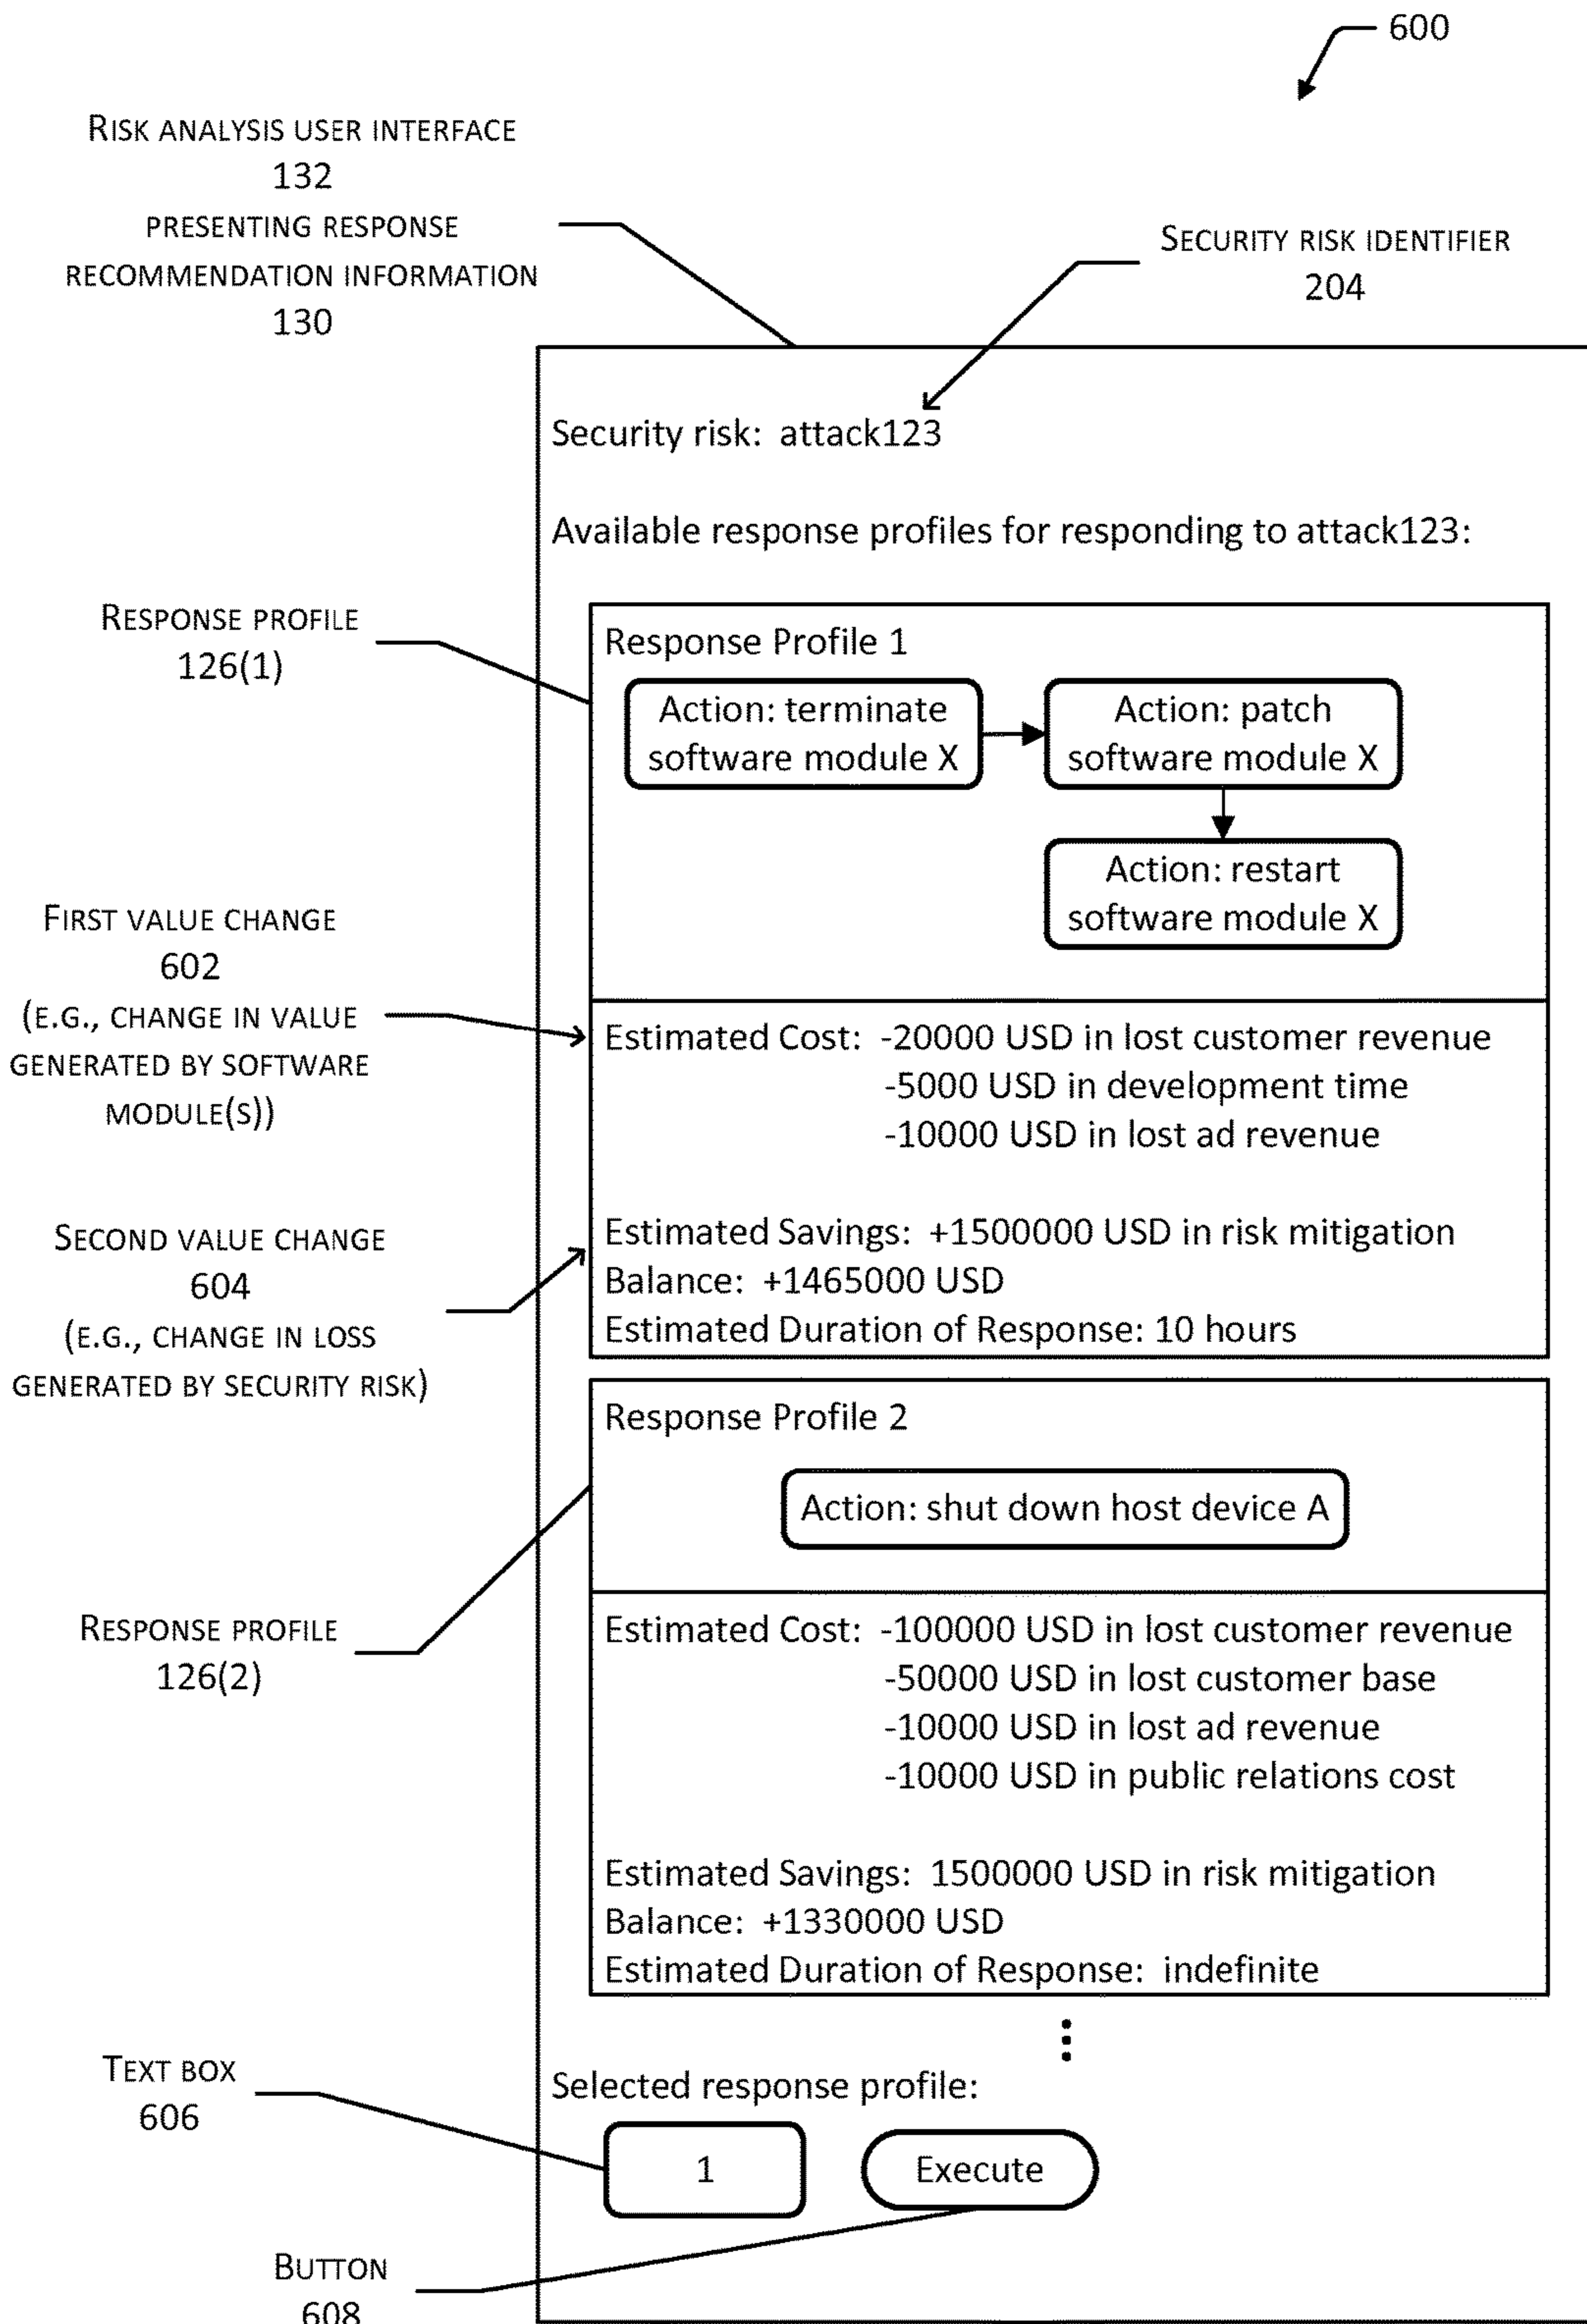 600
RISK ANALYSIS USER INTERFACE
132
PRESENTING RESPONSE
RECOMMENDATION INFORMATION
130
SECURITY RISK IDENTIFIER
204
Security risk: attack123
Available response profiles for responding to attack123:
RESPONSE PROFILE
126(1)
Response Profile 1
Action: terminate
software module X
Action: patch
software module X
Action: restart
software module X
FIRST VALUE CHANGE
602
(E.G., CHANGE IN VALUE
GENERATED BY SOFTWARE
MODULE(S))
Estimated Cost: -20000 USD in lost customer revenue
-5000 USD in development time
-10000 USD in lost ad revenue
SECOND VALUE CHANGE
604
(E.G., CHANGE IN LOSS
GENERATED BY SECURITY RISK)
Estimated Savings: +1500000 USD in risk mitigation
Balance: +1465000 USD
Estimated Duration of Response: 10 hours
Response Profile 2
Action: shut down host device A
RESPONSE PROFILE
126(2)
Estimated Cost: -100000 USD in lost customer revenue
-50000 USD in lost customer base
-10000 USD in lost ad revenue
-10000 USD in public relations cost
Estimated Savings: 1500000 USD in risk mitigation
Balance: +1330000 USD
Estimated Duration of Response: indefinite
TEXT BOX
606
Selected response profile:
1
Execute
BUTTON
608